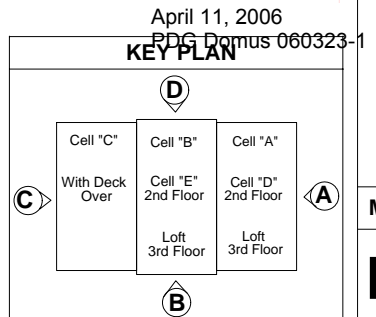 April 11, 2006
PDG Domus 060323-1
KEY PLAN
D
Cell "C"
With Deck
Over
Cell "B"
Cell "E"
2nd Floor
Loft
3rd Floor
Cell "A"
Cell "D"
2nd Floor
Loft
3rd Floor
C
A
B